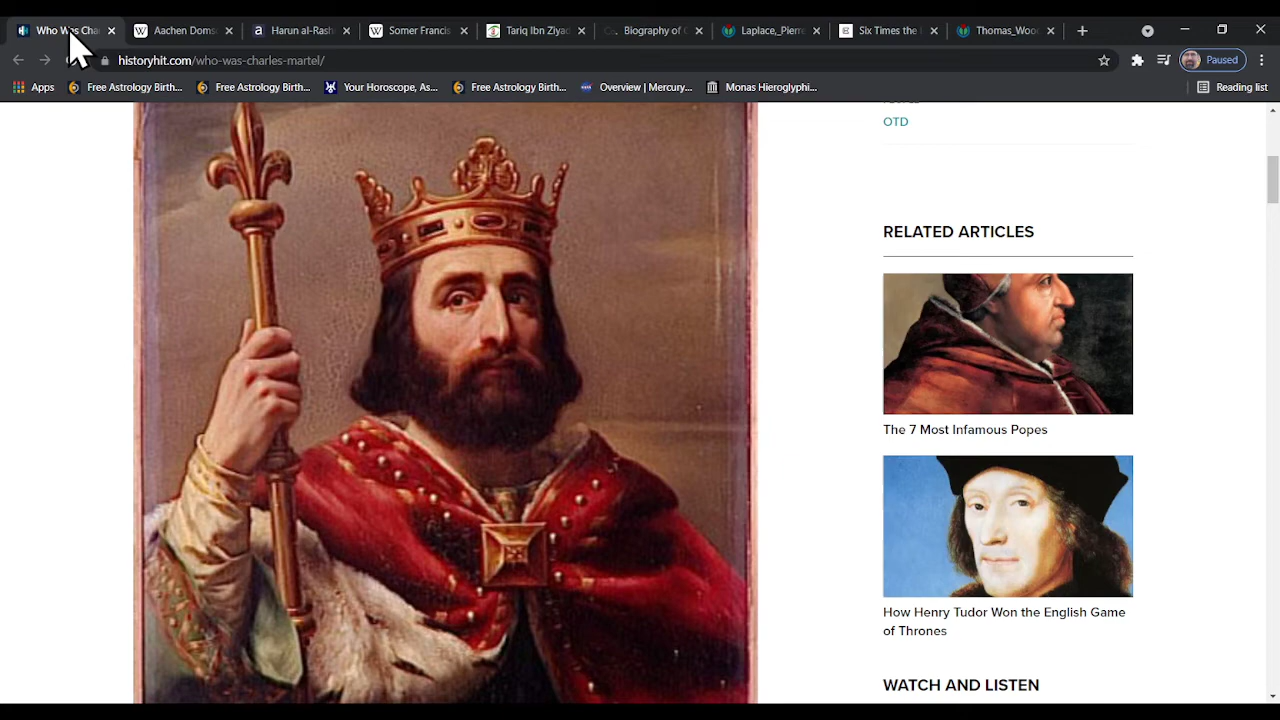 Who Was Cha
Aachen Doms
Harun al-Rash
Somer Francis
Tariq Ibn Ziya
Biography of
Laplace_Pierre
Six Times the
Thomas_Woo
historyhit.com/who-was-charles-martel/
Paused
Apps
Free Astrology Birth...
Free Astrology Birth...
Your Horoscope, As...
Free Astrology Birth...
Overview | Mercury...
Monas Hieroglyphi...
Reading list
OTD
RELATED ARTICLES
The 7 Most Infamous Popes
How Henry Tudor Won the English Game
of Thrones
WATCH AND LISTEN